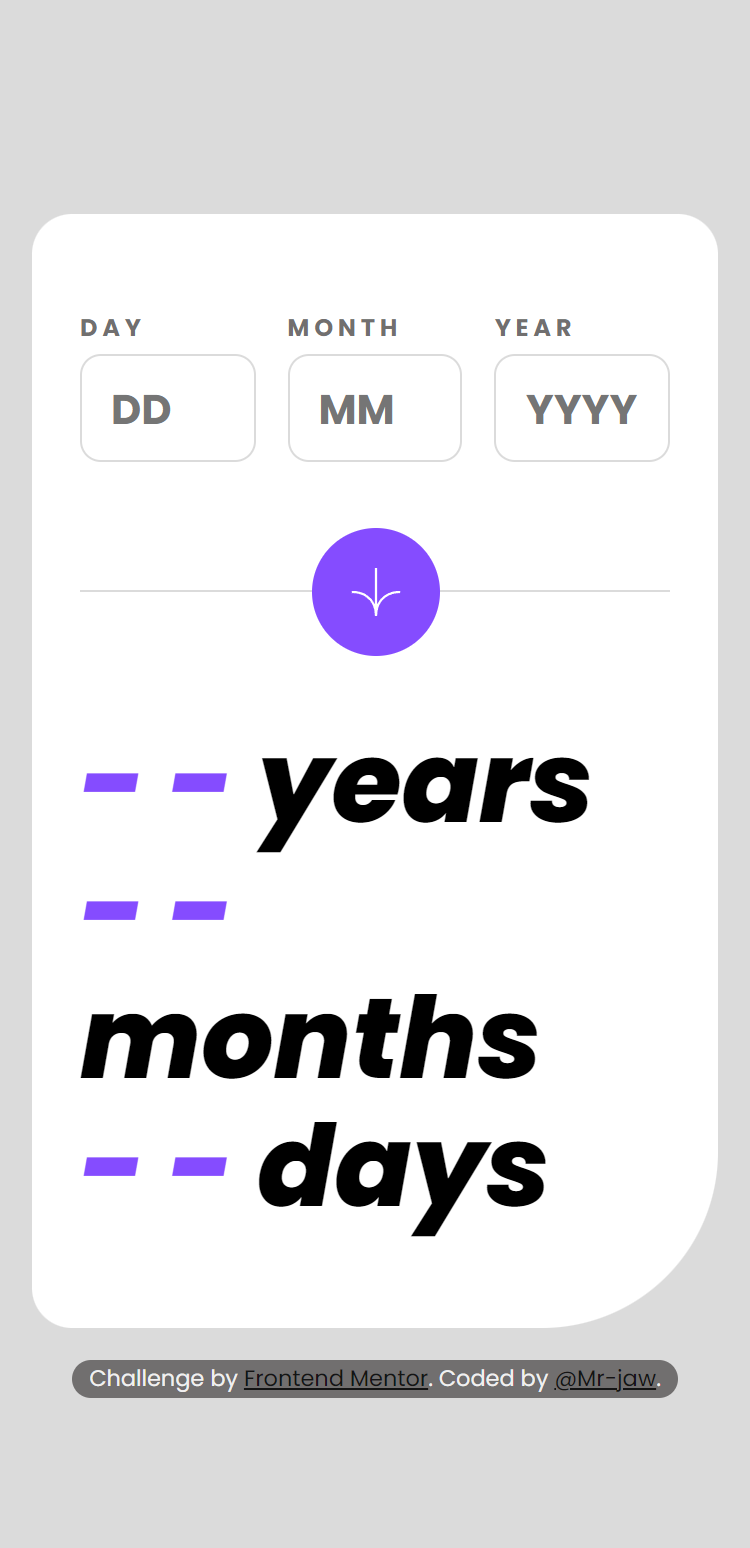 DAY MONTH YEAR
DD MM YYYY
-- years
--
months
-- days
Challenge by Frontend Mentor. Coded by @Mr-jaw.